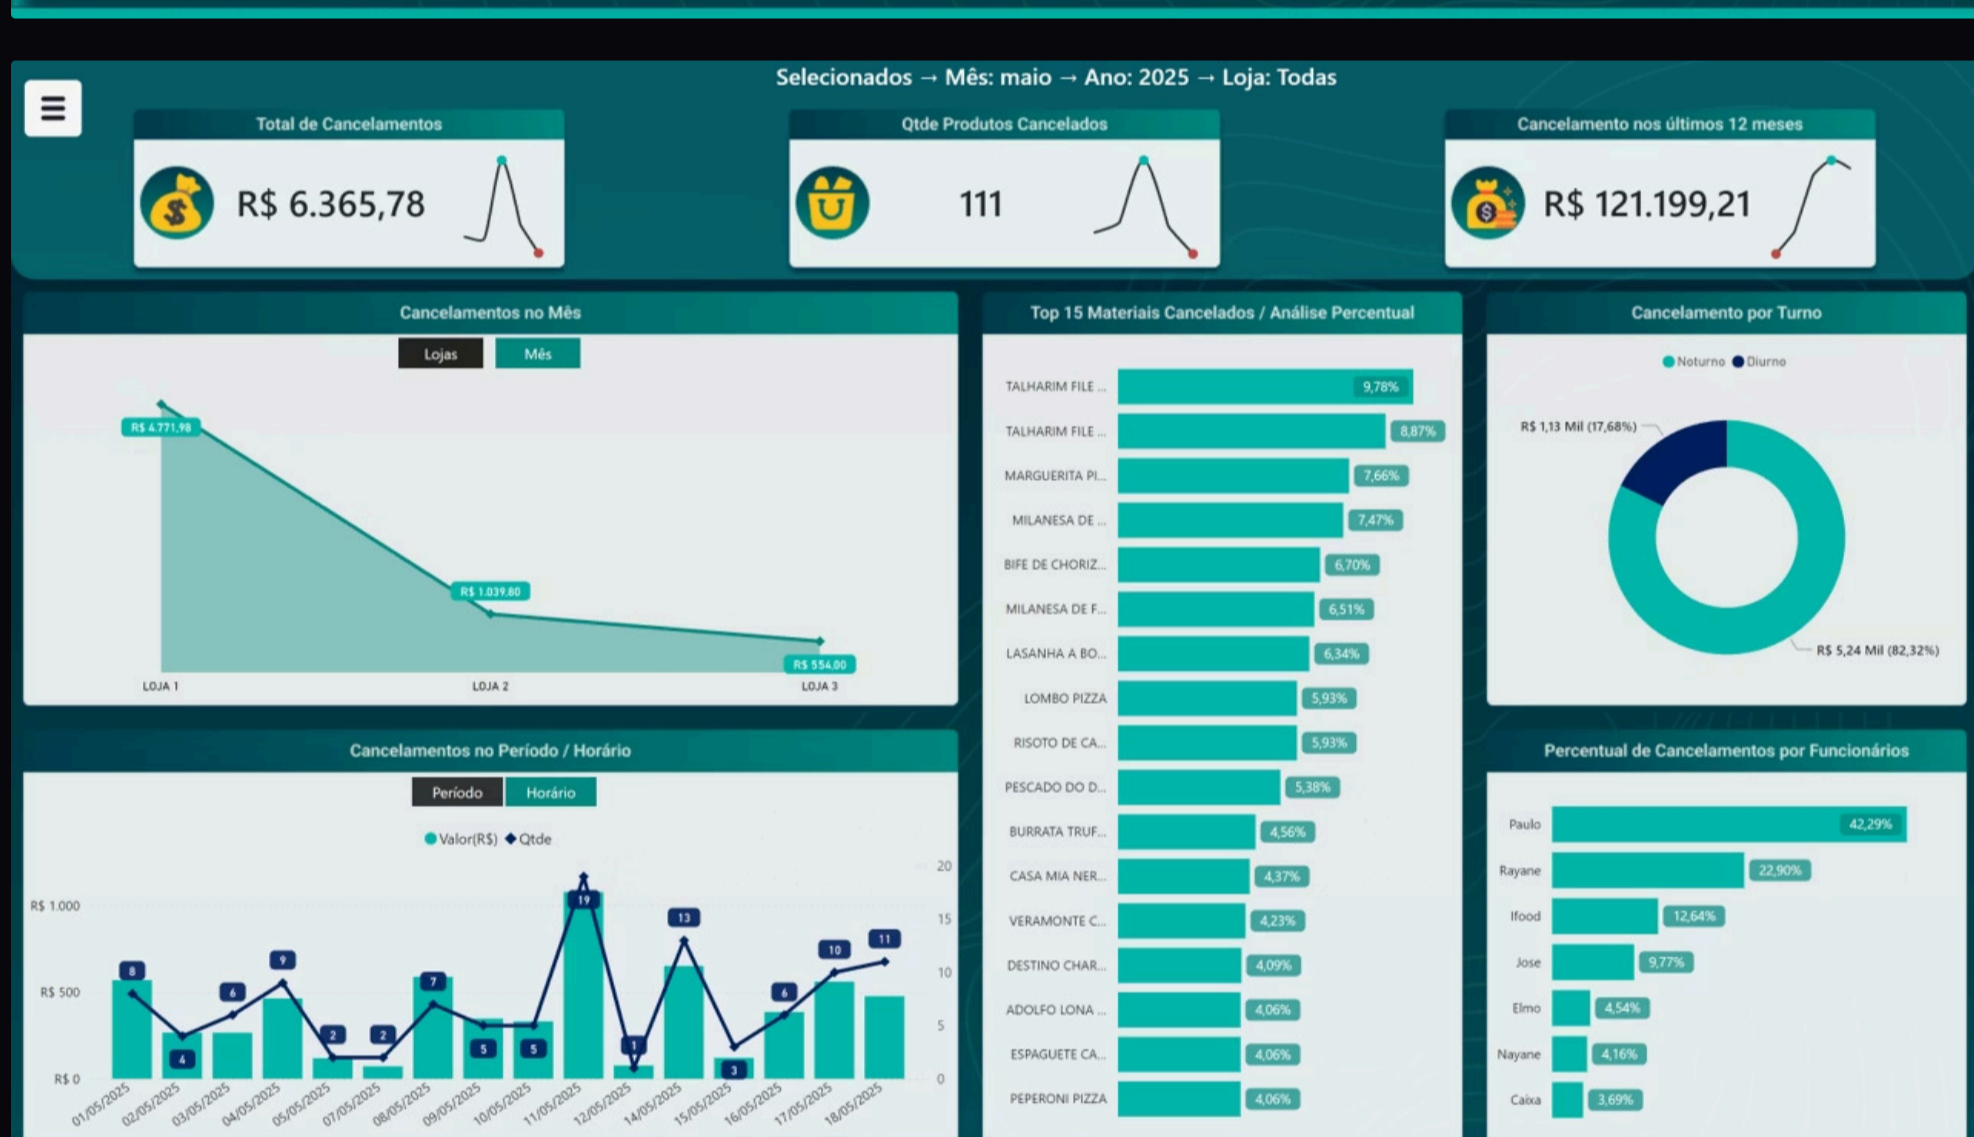 Selecionados → Mês: maio → Ano: 2025 → Loja: Todas
Total de Cancelamentos
R$ 6.365,78
Qtde Produtos Cancelados
111
Cancelamento nos últimos 12 meses
R$ 121.199,21
Cancelamentos no Mês
Lojas
Mês
R$ 4.771,98
R$ 1.039,80
R$ 554,00
LOJA 1
LOJA 2
LOJA 3
Cancelamentos no Período / Horário
Período
Horário
Valor(R$)
Qtde
R$ 1.000
R$ 500
R$ 0
20
15
10
5
0
8
4
6
9
2
2
7
5
5
19
1
13
3
6
10
11
01/05/2025
02/05/2025
03/05/2025
04/05/2025
05/05/2025
07/05/2025
08/05/2025
09/05/2025
10/05/2025
11/05/2025
12/05/2025
14/05/2025
15/05/2025
16/05/2025
17/05/2025
18/05/2025
Top 15 Materiais Cancelados / Análise Percentual
TALHARIM FILE ... 9,78%
TALHARIM FILE ... 8,87%
MARGUERITA PI... 7,66%
MILANESA DE ... 7,47%
BIFE DE CHORIZ... 6,70%
MILANESA DE F... 6,51%
LASANHA A BO... 6,34%
LOMBO PIZZA 5,93%
RISOTO DE CA... 5,93%
PESCADO DO D... 5,38%
BURRATA TRUF... 4,56%
CASA MIA NER... 4,37%
VERAMONTE C... 4,23%
DESTINO CHAR... 4,09%
ADOLFO LONA ... 4,06%
ESPAGUETE CA... 4,06%
PEPERONI PIZZA 4,06%
Cancelamento por Turno
Noturno
Diurno
R$ 1,13 Mil (17,68%)
R$ 5,24 Mil (82,32%)
Percentual de Cancelamentos por Funcionários
Paulo 42,29%
Rayane 22,90%
Ifood 12,64%
Jose 9,77%
Elmo 4,54%
Nayane 4,16%
Caixa 3,69%